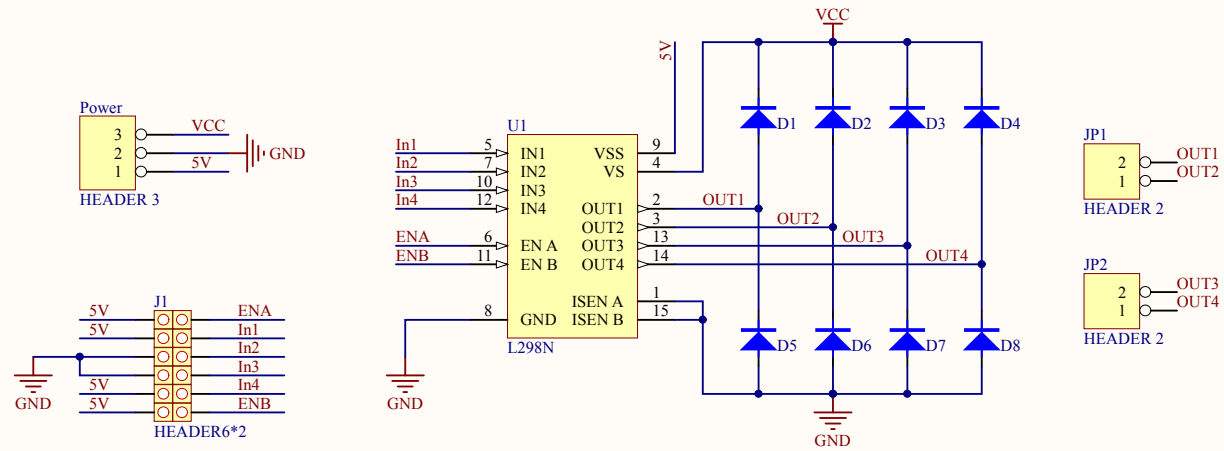 VCC
5V
D1
D2
D3
D4
Power
3
VCC
2
GND
1
5V
HEADER 3
U1
In1
5
IN1
VSS
9
In2
7
IN2
VS
4
In3
10
IN3
In4
12
IN4
OUT1
2
OUT1
OUT2
3
OUT2
ENA
6
EN A
OUT3
13
OUT3
ENB
11
EN B
OUT4
14
OUT4
ISEN A
1
8
GND
ISEN B
15
L298N
GND
D5
D6
D7
D8
GND
JP1
2
OUT1
1
OUT2
HEADER 2
JP2
2
OUT3
1
OUT4
HEADER 2
J1
5V
ENA
5V
In1
In2
In3
5V
In4
5V
ENB
GND
HEADER6*2